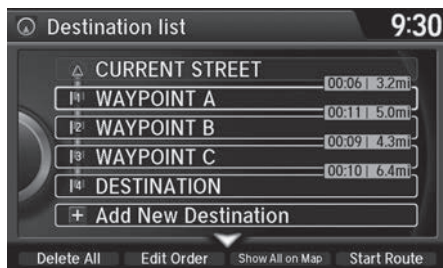 Destination list
9:30
CURRENT STREET
00:06 | 3.2mi
WAYPOINT A
00:11 | 5.0mi
WAYPOINT B
00:09 | 4.3mi
WAYPOINT C
00:10 | 6.4mi
DESTINATION
+ Add New Destination
Delete All
Edit Order
Show All on Map
Start Route